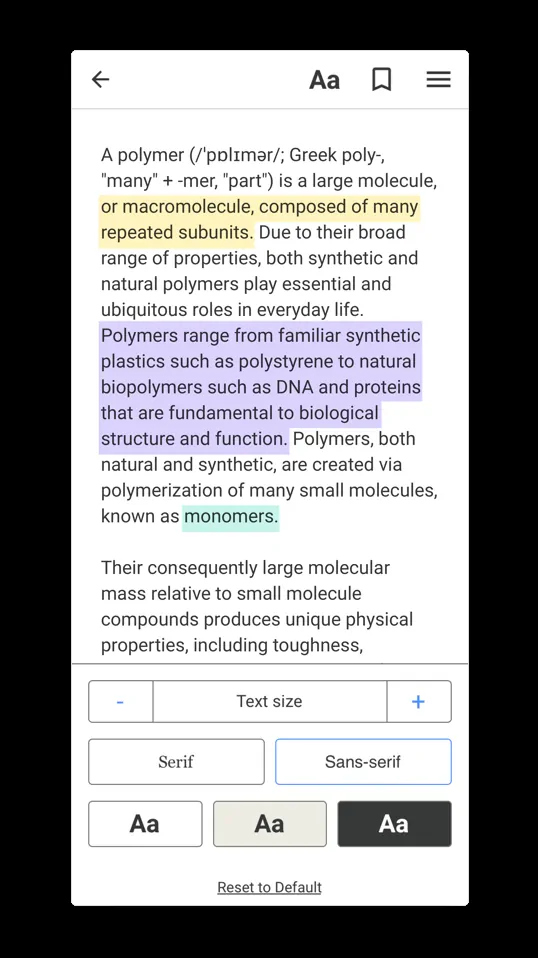 Aa
A polymer (/ˈpɒlɪmər/; Greek poly-,
"many" + -mer, "part") is a large molecule,
or macromolecule, composed of many
repeated subunits. Due to their broad
range of properties, both synthetic and
natural polymers play essential and
ubiquitous roles in everyday life.
Polymers range from familiar synthetic
plastics such as polystyrene to natural
biopolymers such as DNA and proteins
that are fundamental to biological
structure and function. Polymers, both
natural and synthetic, are created via
polymerization of many small molecules,
known as monomers.
Their consequently large molecular
mass relative to small molecule
compounds produces unique physical
properties, including toughness,
- Text size +
Serif Sans-serif
Aa Aa Aa
Reset to Default